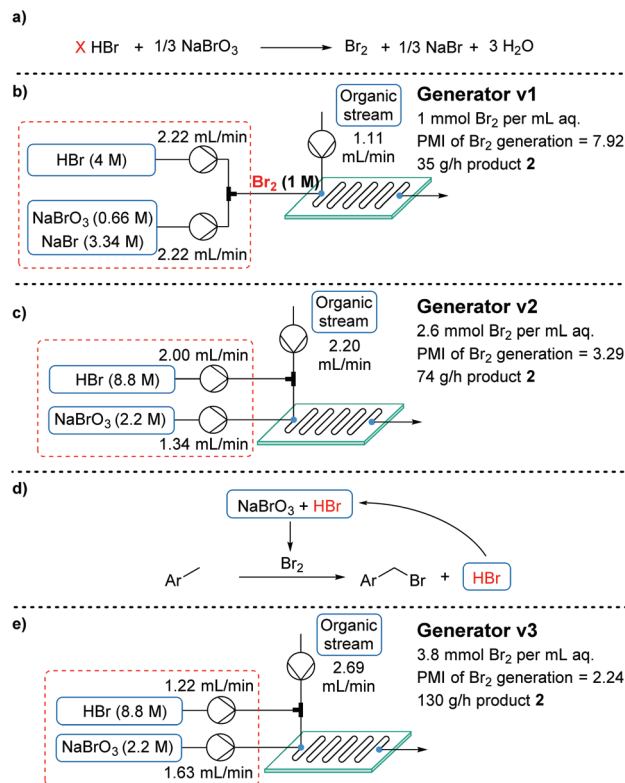 a)
X HBr + 1/3 NaBrO₃ Br₂ + 1/3 NaBr + 3 H₂O
b)
Generator v1
1 mmol Br₂ per mL aq.
PMI of Br₂ generation = 7.92
35 g/h product 2
Organic
stream
1.11
mL/min
2.22 mL/min
HBr (4 M)
Br₂ (1 M)
NaBrO₃ (0.66 M)
NaBr (3.34 M)
2.22 mL/min
c)
Generator v2
2.6 mmol Br₂ per mL aq.
PMI of Br₂ generation = 3.29
74 g/h product 2
Organic
stream
2.20
mL/min
2.00 mL/min
HBr (8.8 M)
NaBrO₃ (2.2 M)
1.34 mL/min
d)
NaBrO₃ + HBr
Br₂
Ar Ar Br + HBr
e)
Generator v3
3.8 mmol Br₂ per mL aq.
PMI of Br₂ generation = 2.24
130 g/h product 2
Organic
stream
2.69
mL/min
1.22 mL/min
HBr (8.8 M)
NaBrO₃ (2.2 M)
1.63 mL/min